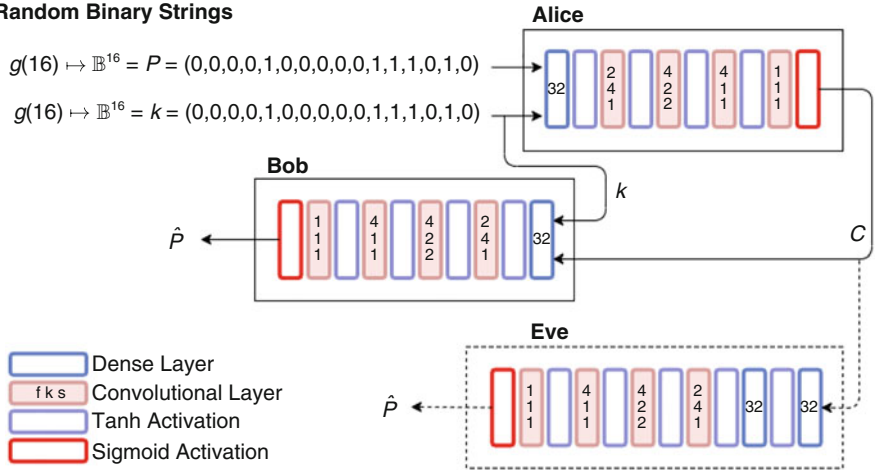 Random Binary Strings
Alice
g(16) ↦ 𝔹¹⁶ = P = (0,0,0,0,1,0,0,0,0,0,1,1,1,0,1,0)
g(16) ↦ 𝔹¹⁶ = k = (0,0,0,0,1,0,0,0,0,0,1,1,1,0,1,0)
32
2 4 1
4 2 2
4 1 1
1 1 1
Bob
k
P̂
1 1 1
4 1 1
4 2 2
2 4 1
32
C
Eve
P̂
1 1 1
4 1 1
4 2 2
2 4 1
32
32
Dense Layer
f k s Convolutional Layer
Tanh Activation
Sigmoid Activation